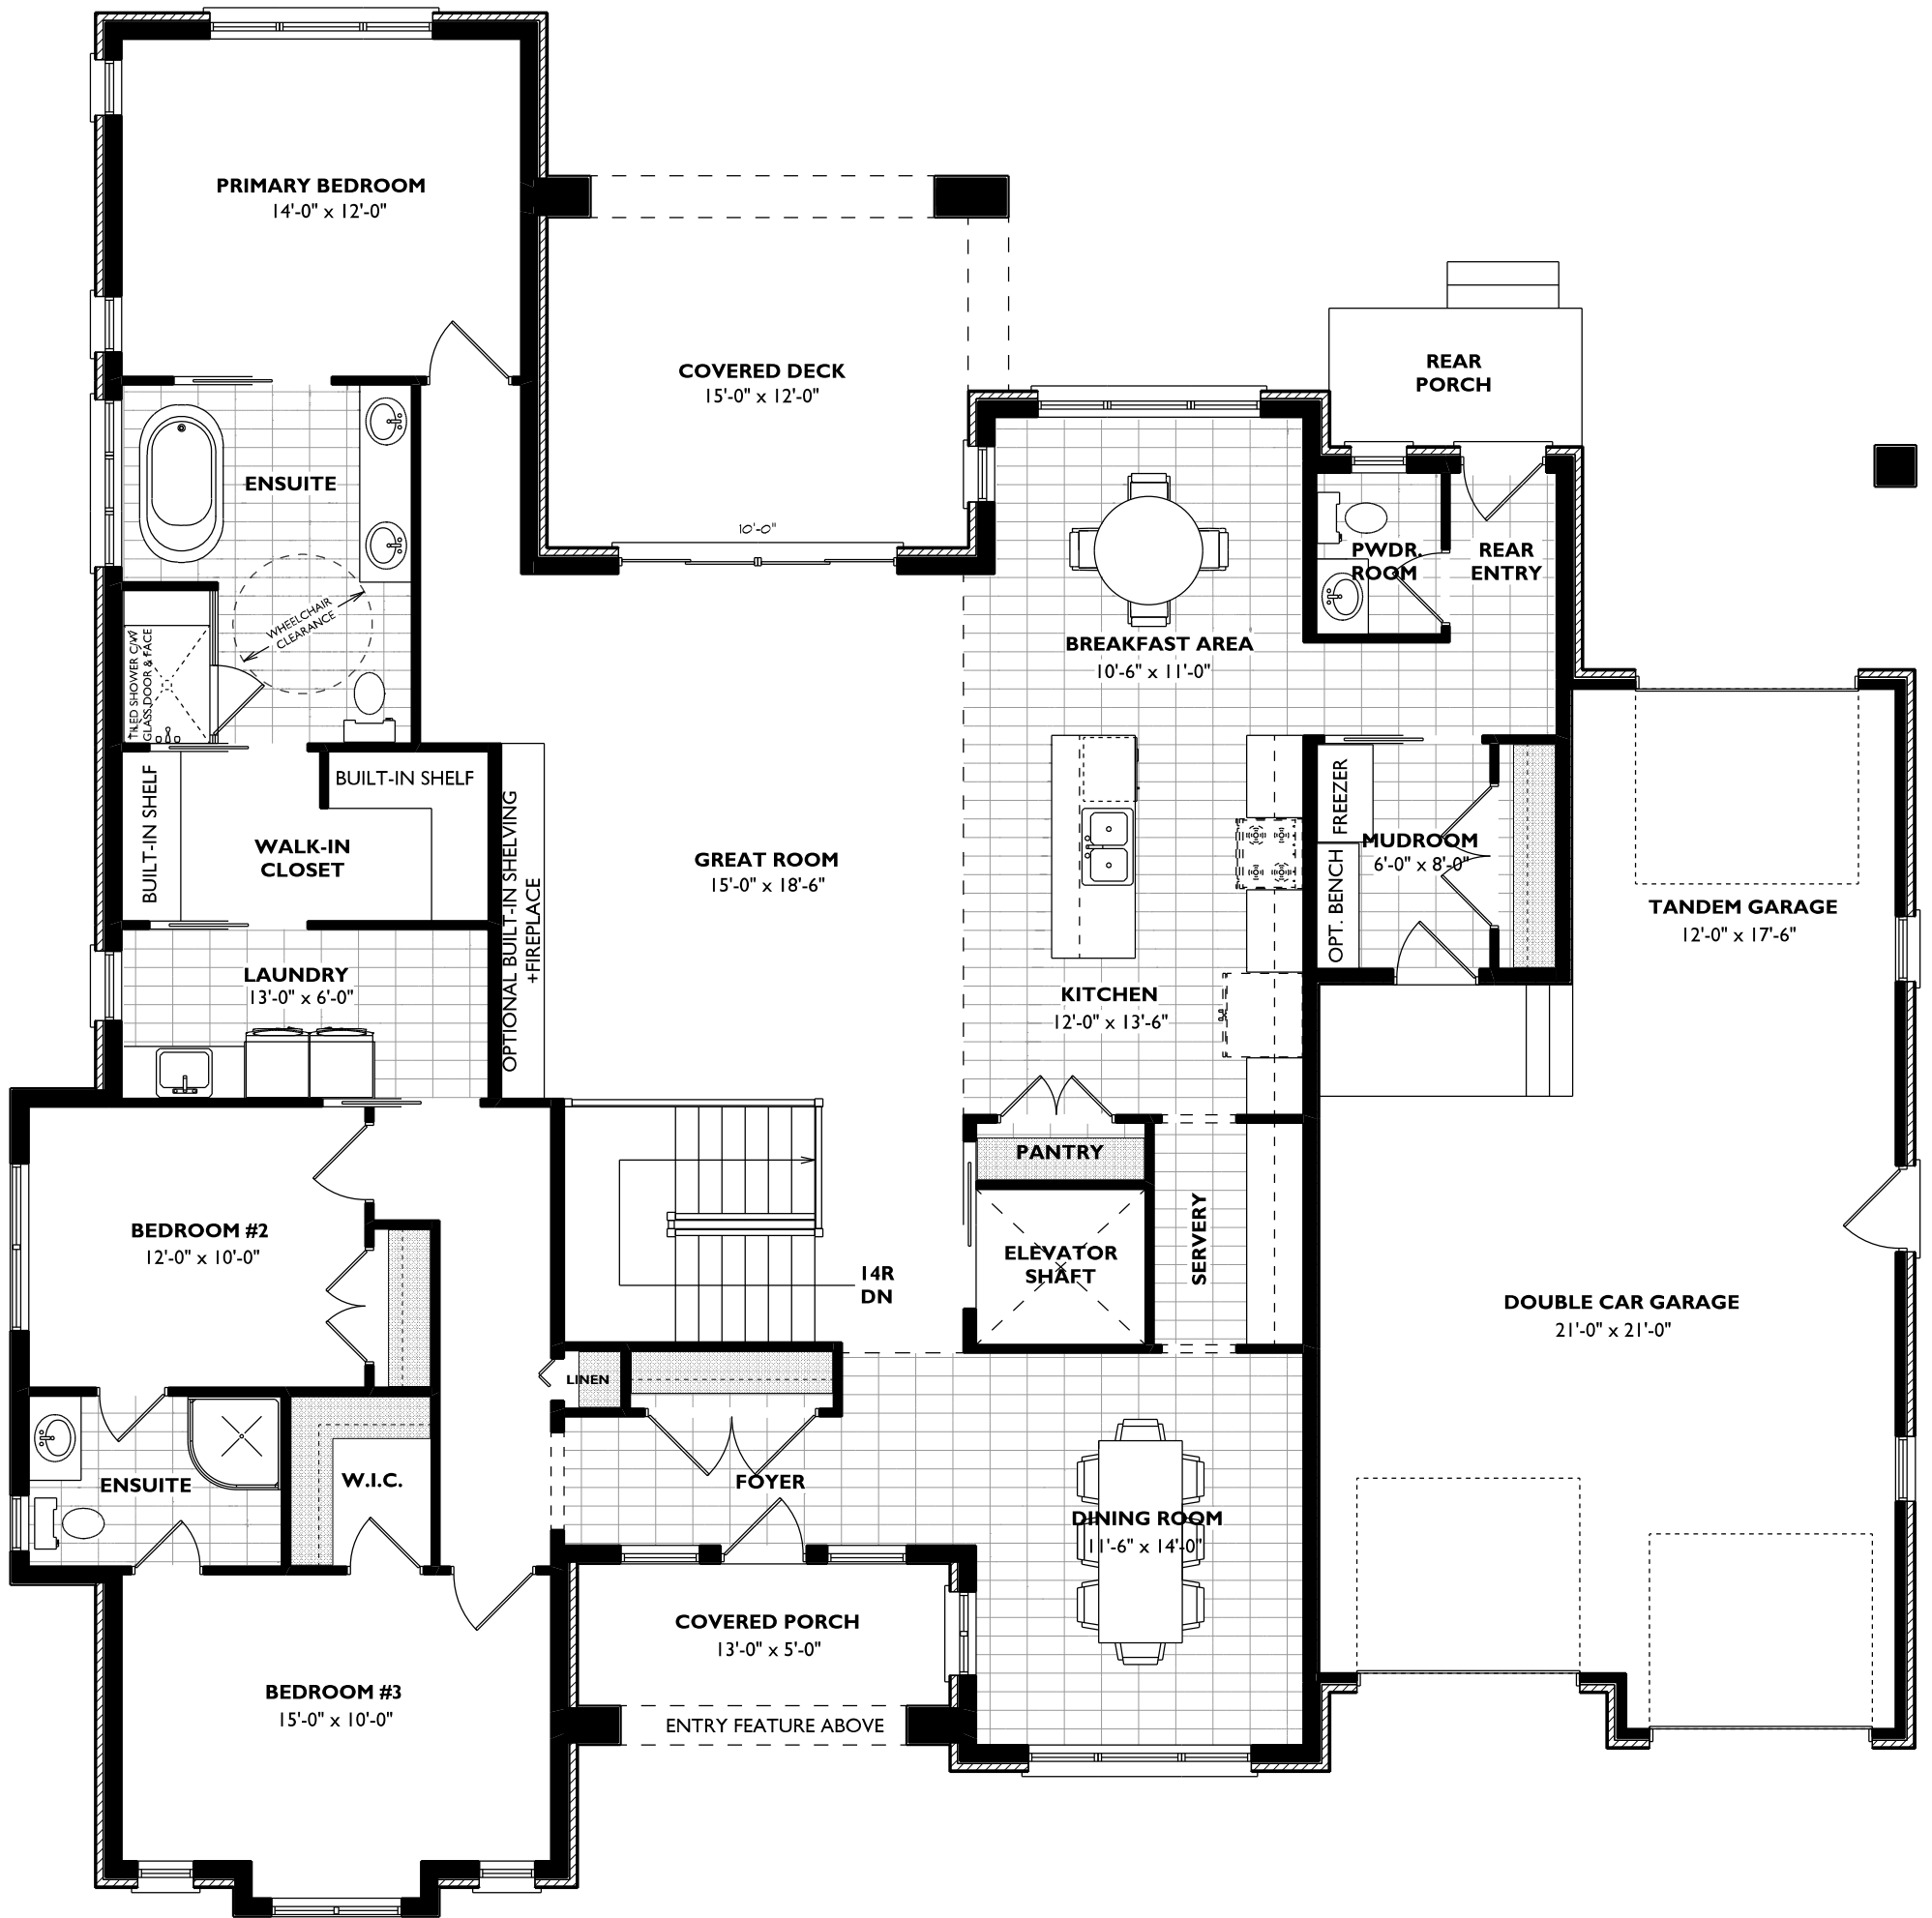 PRIMARY BEDROOM
14'-0" x 12'-0"
COVERED DECK
15'-0" x 12'-0"
10'-0"
REAR
PORCH
ENSUITE
WHEELCHAIR
CLEARANCE
TILED SHOWER C/W
GLASS DOOR & FACE
PWDR.
ROOM
REAR
ENTRY
BREAKFAST AREA
10'-6" x 11'-0"
BUILT-IN SHELF
BUILT-IN SHELF
WALK-IN
CLOSET
OPTIONAL BUILT-IN SHELVING
+FIREPLACE
GREAT ROOM
15'-0" x 18'-6"
FREEZER
MUDROOM
6'-0" x 8'-0"
OPT. BENCH
TANDEM GARAGE
12'-0" x 17'-6"
LAUNDRY
13'-0" x 6'-0"
KITCHEN
12'-0" x 13'-6"
PANTRY
BEDROOM #2
12'-0" x 10'-0"
ELEVATOR
SHAFT
SERVERY
14R
DN
DOUBLE CAR GARAGE
21'-0" x 21'-0"
LINEN
ENSUITE
W.I.C.
FOYER
DINING ROOM
11'-6" x 14'-0"
COVERED PORCH
13'-0" x 5'-0"
BEDROOM #3
15'-0" x 10'-0"
ENTRY FEATURE ABOVE